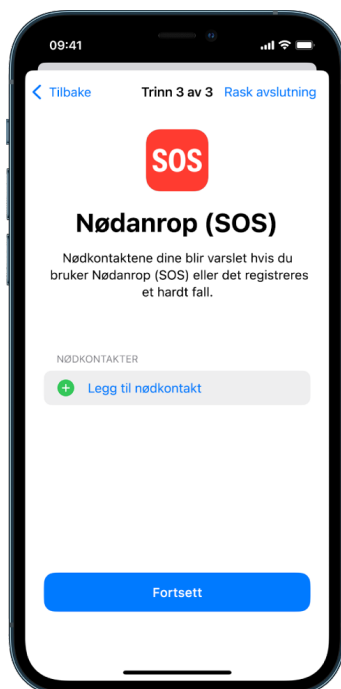 09:41
Tilbake Trinn 3 av 3 Rask avslutning
SOS
Nødanrop (SOS)
Nødkontaktene dine blir varslet hvis du
bruker Nødanrop (SOS) eller det registreres
et hardt fall.
NØDKONTAKTER
Legg til nødkontakt
Fortsett